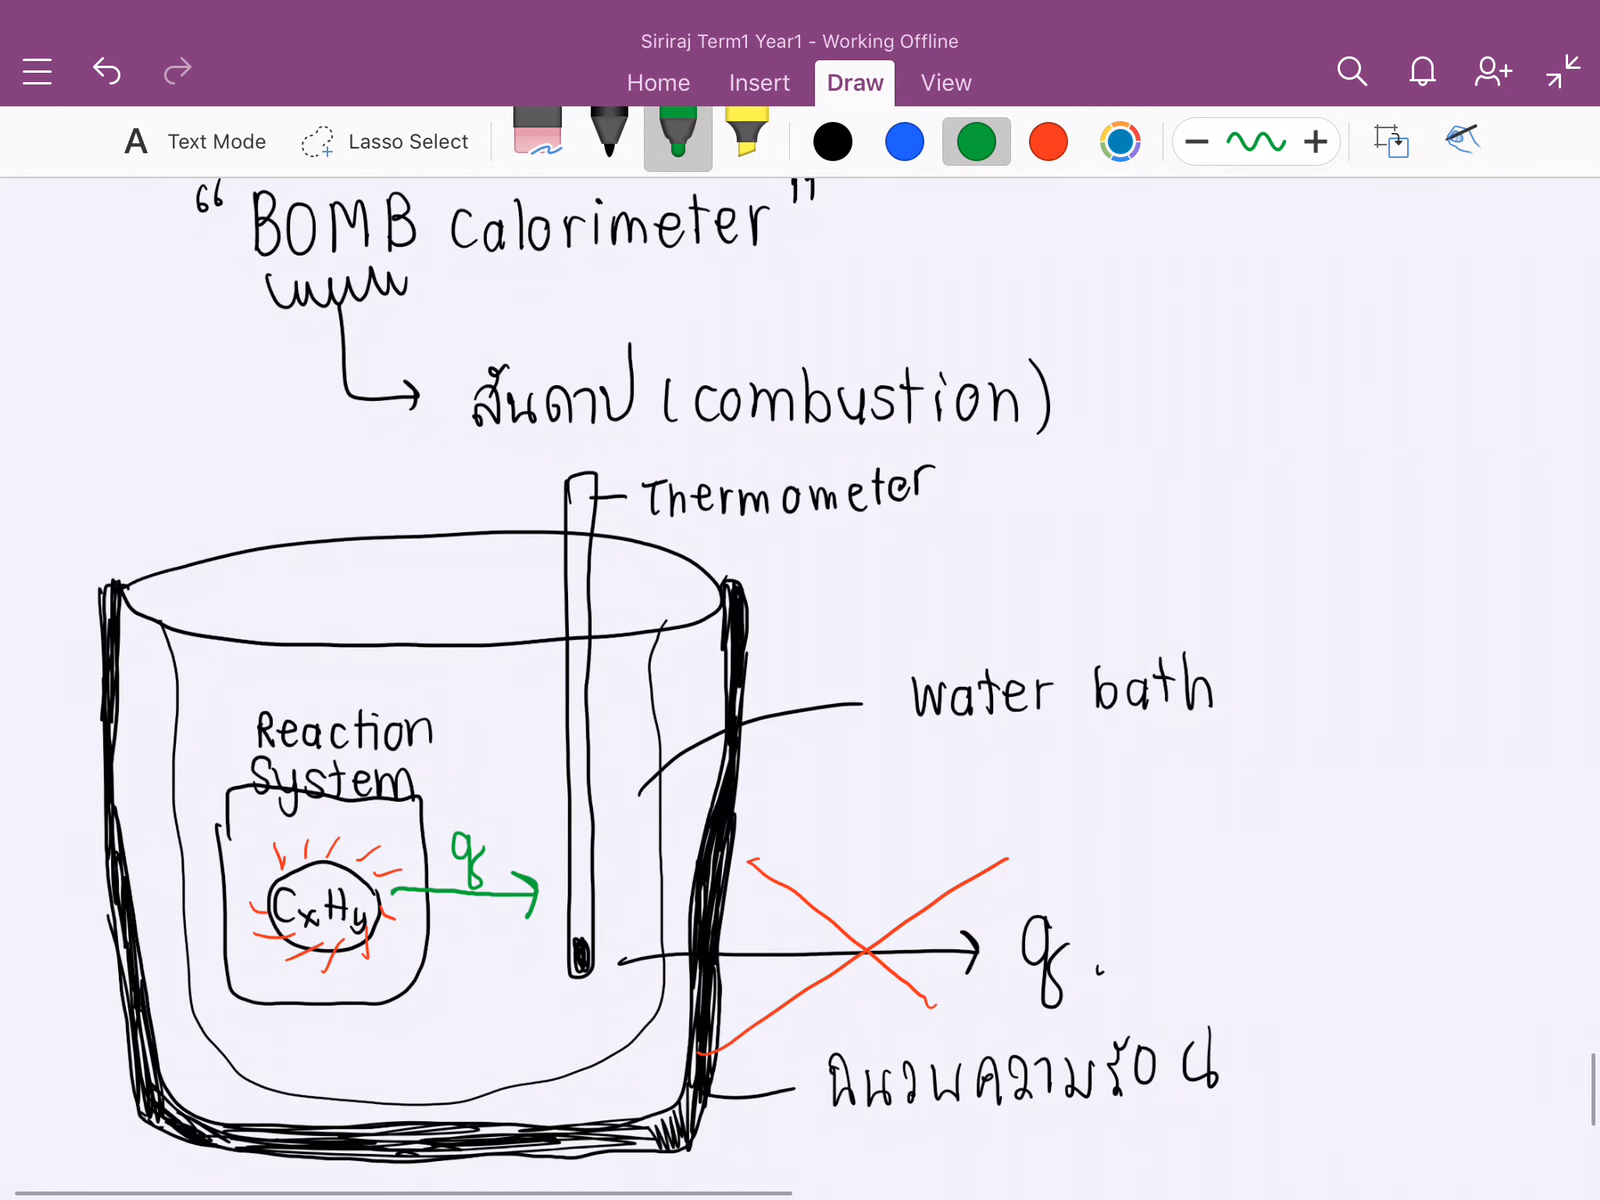 Siriraj Term1 Year1 - Working Offline
Home Insert Draw View
A Text Mode Lasso Select
"BOMB Calorimeter"
สันดาป (combustion)
Thermometer
Water bath
Reaction
System
CxHy
q
q.
ฉนวนความร้อน